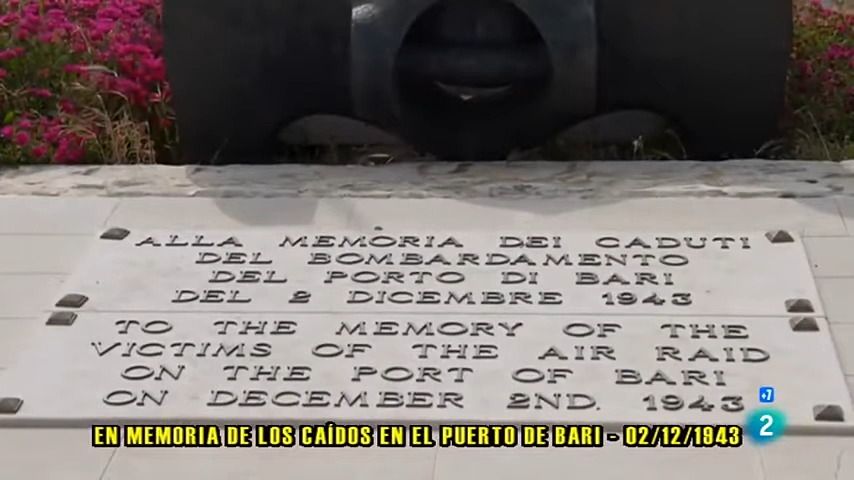 ALLA MEMORIA DEI CADUTI
DEL BOMBARDAMENTO
DEL PORTO DI BARI
DEL 2 DICEMBRE 1943
TO THE MEMORY OF THE
VICTIMS OF THE AIR RAID
ON THE PORT OF BARI
ON DECEMBER 2ND. 1943
+7
2
EN MEMORIA DE LOS CAÍDOS EN EL PUERTO DE BARI - 02/12/1943